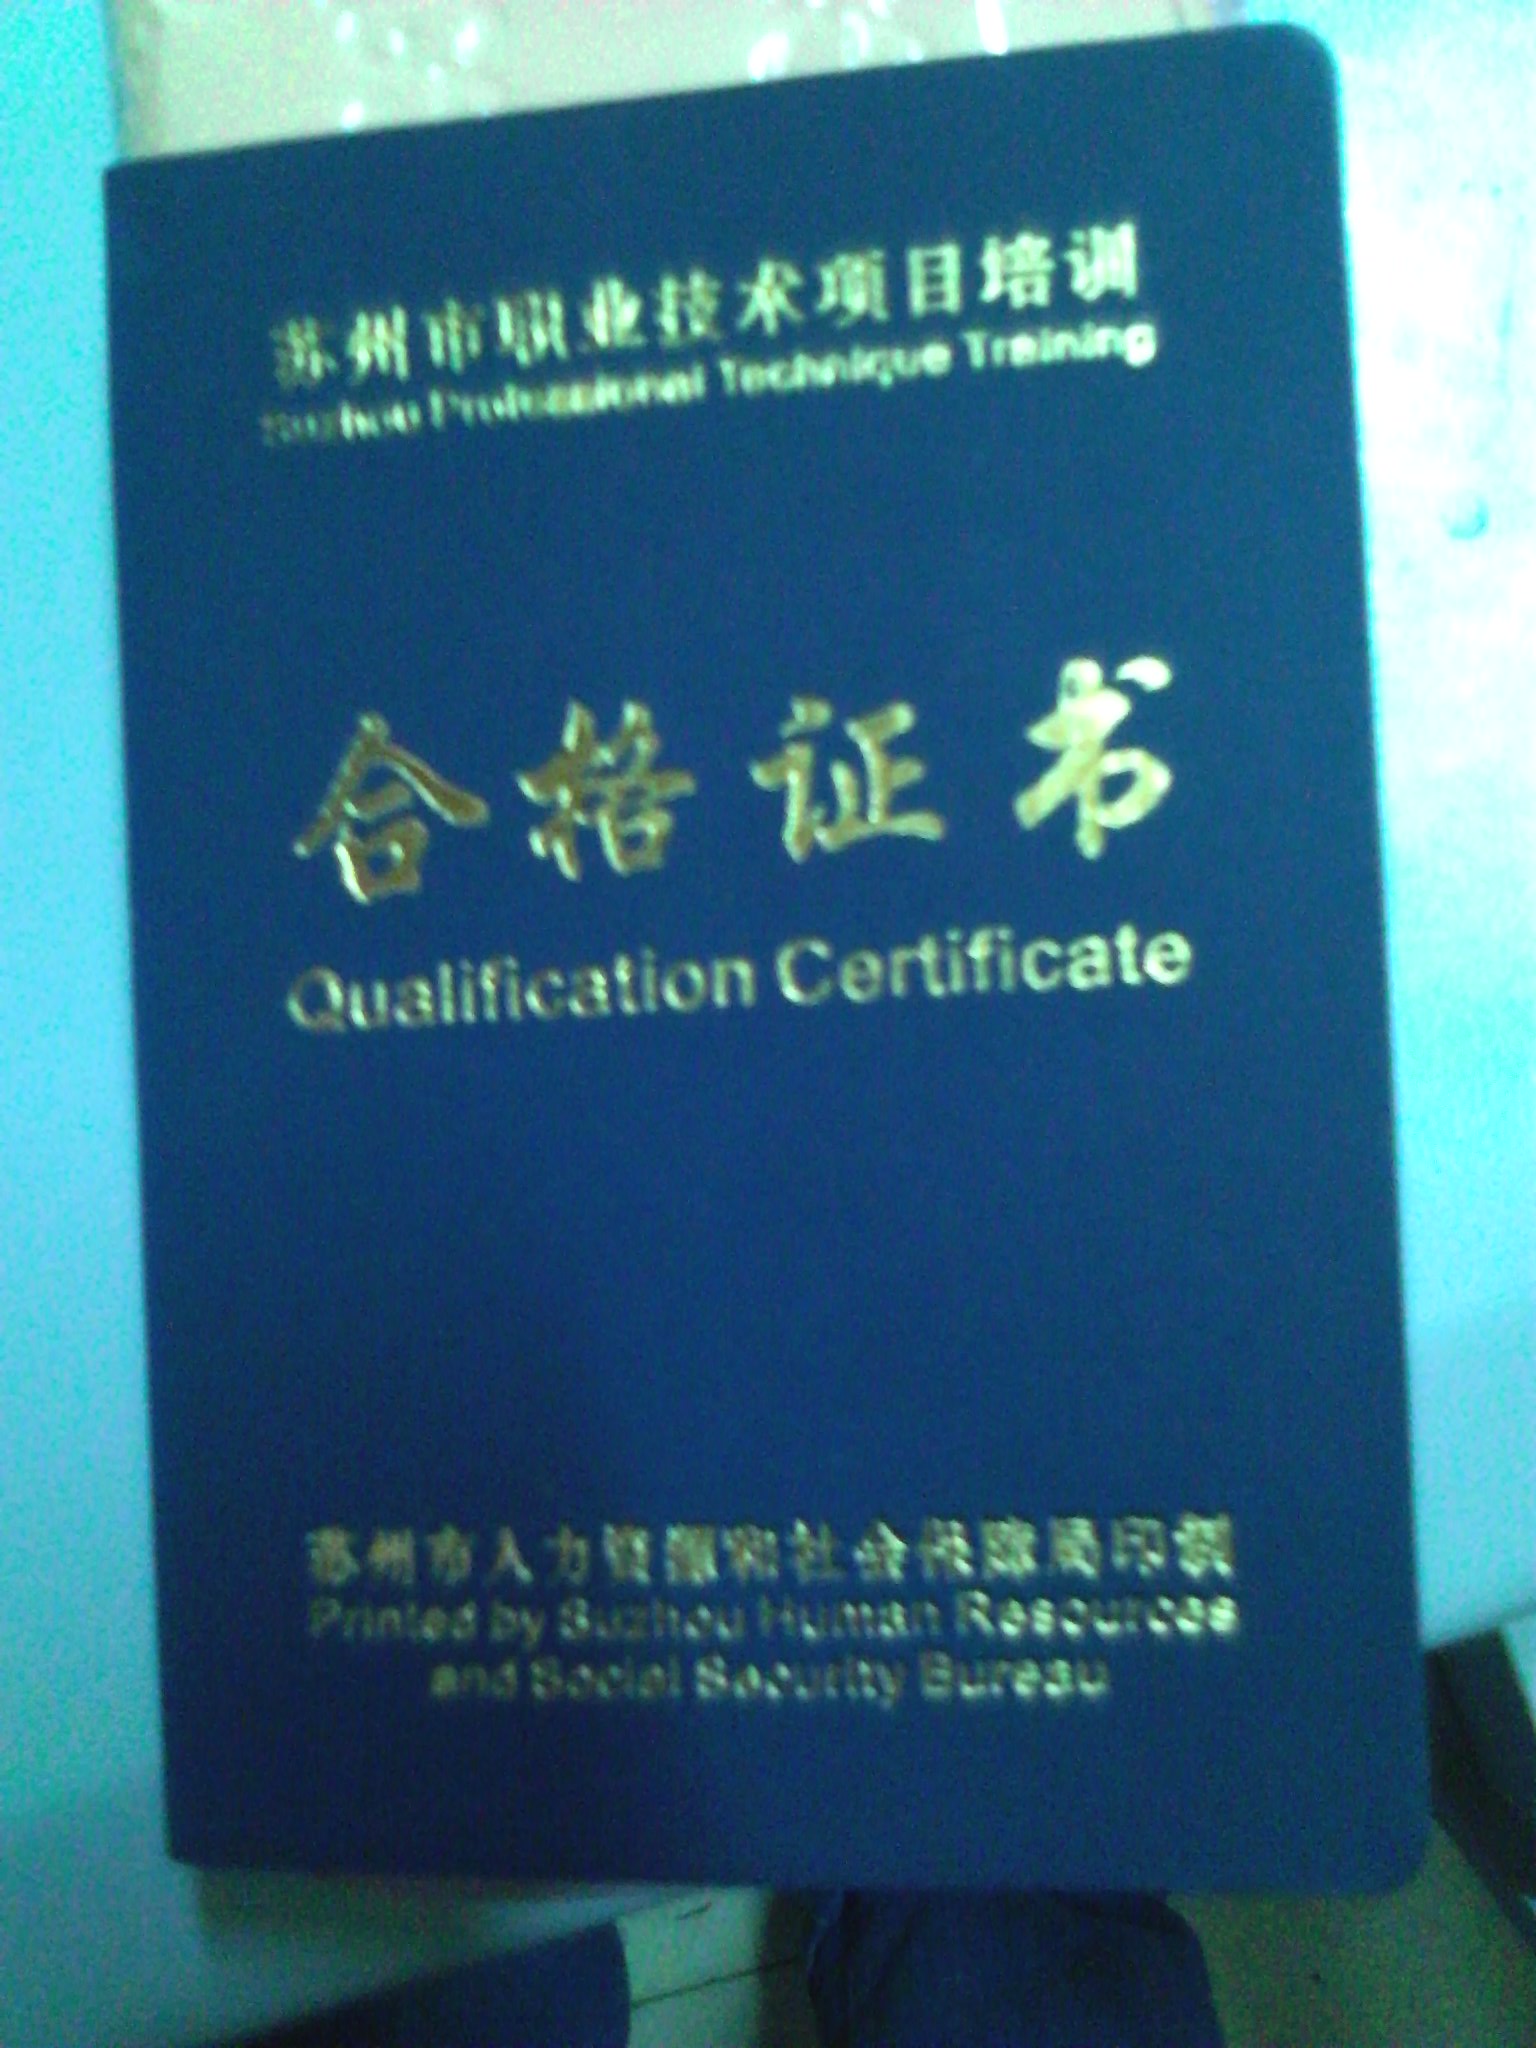 苏州市职业技术项目培训
Suzhou Professional Technique Training
合格证书
Qualification Certificate
苏州市人力资源和社会保障局印制
Printed by Suzhou Human Resources
and Social Security Bureau